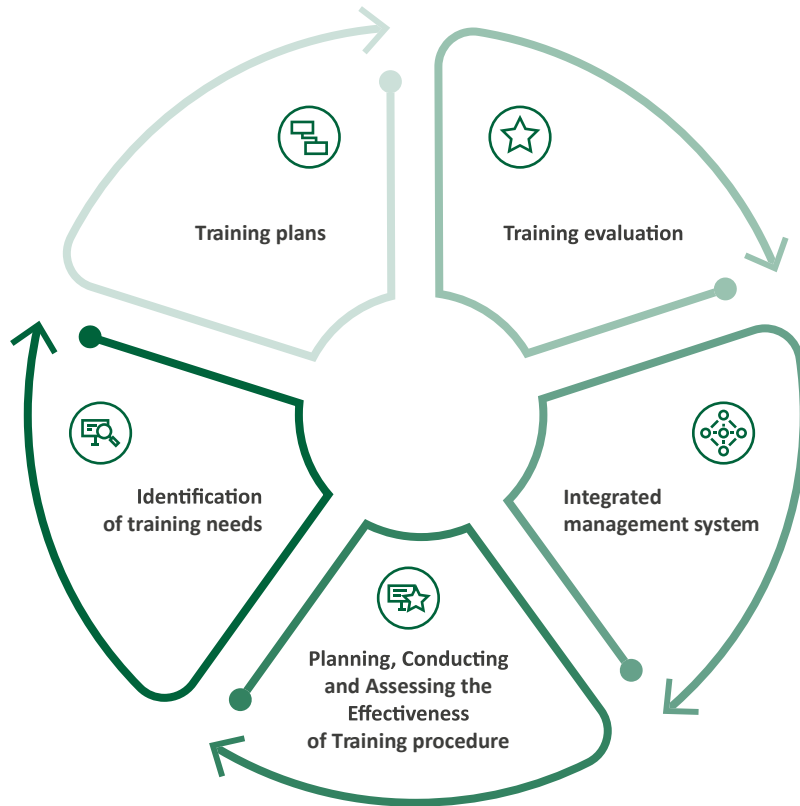 Training plans
Training evaluation
Identification
of training needs
Integrated
management system
Planning, Conducting
and Assessing the
Effectiveness
of Training procedure